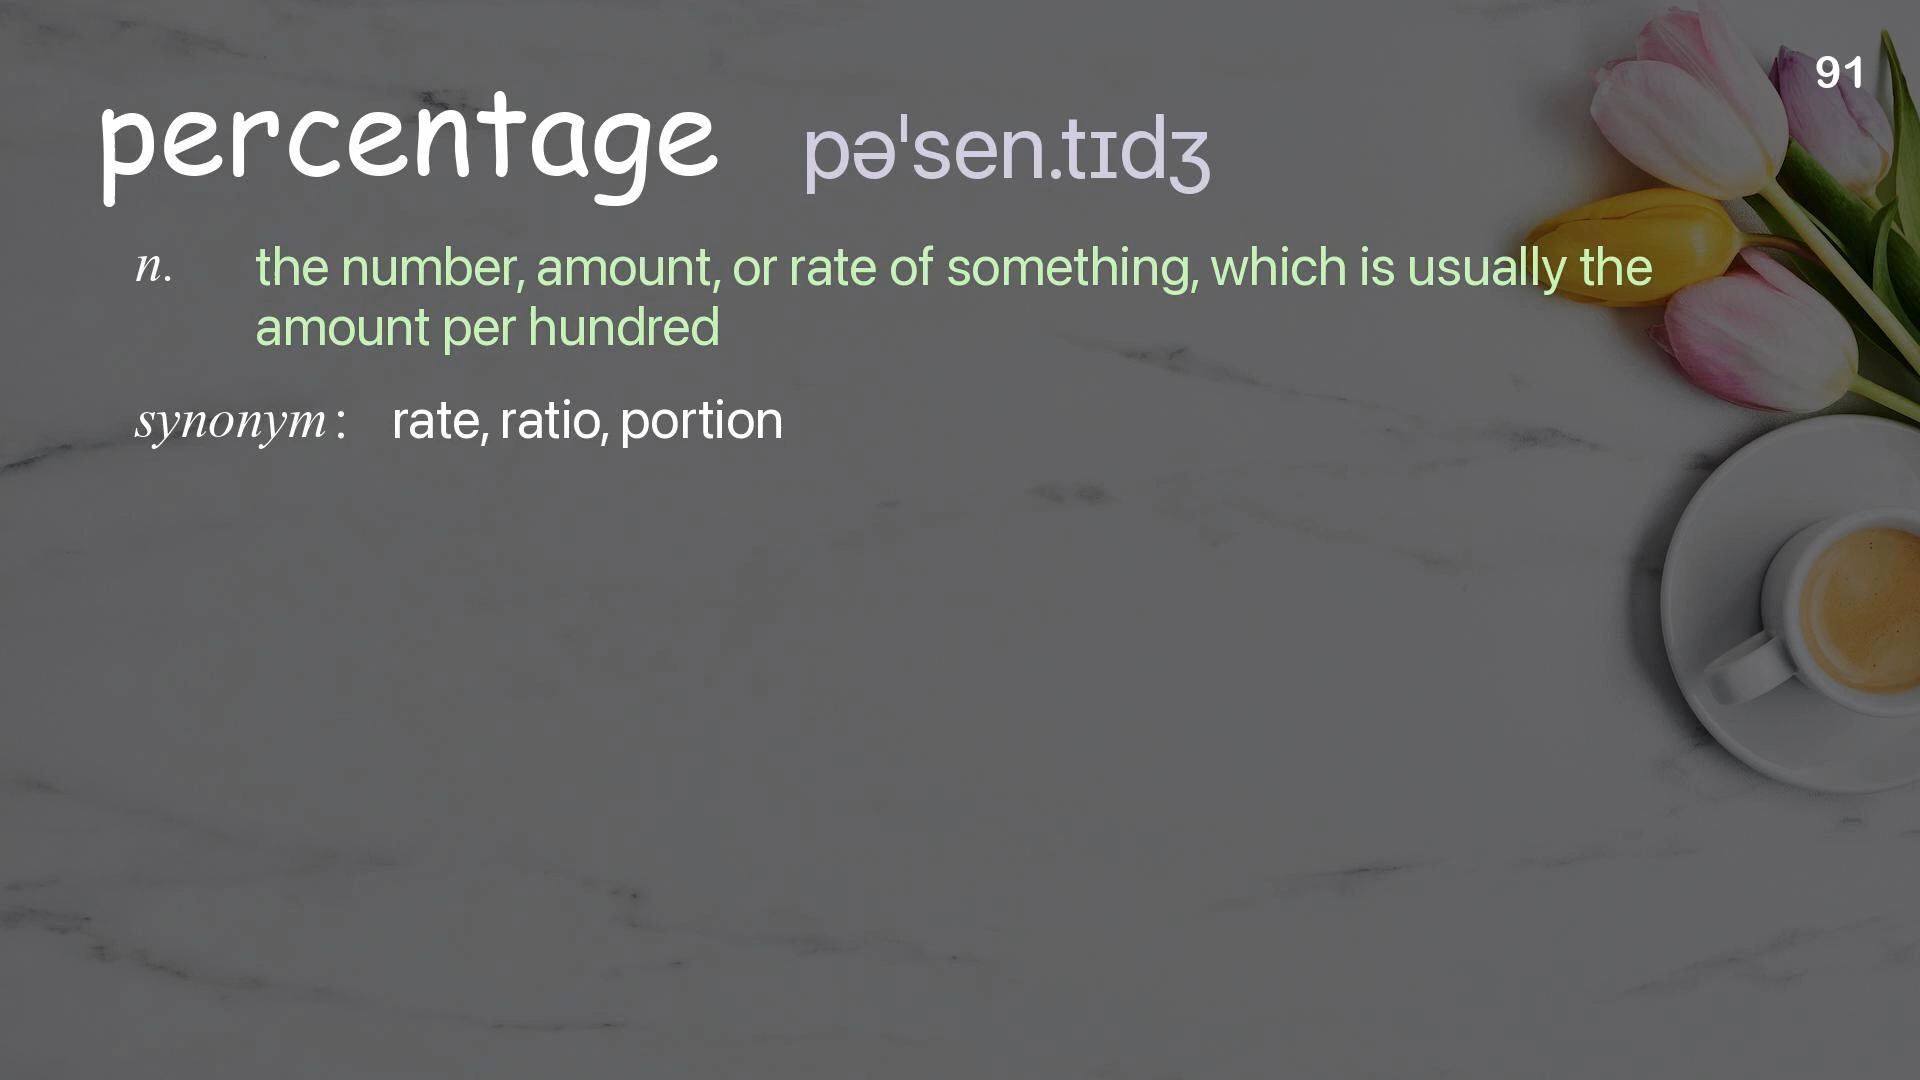 91
percentage pəˈsen.tɪdʒ
n. the number, amount, or rate of something, which is usually the
amount per hundred
synonym: rate, ratio, portion